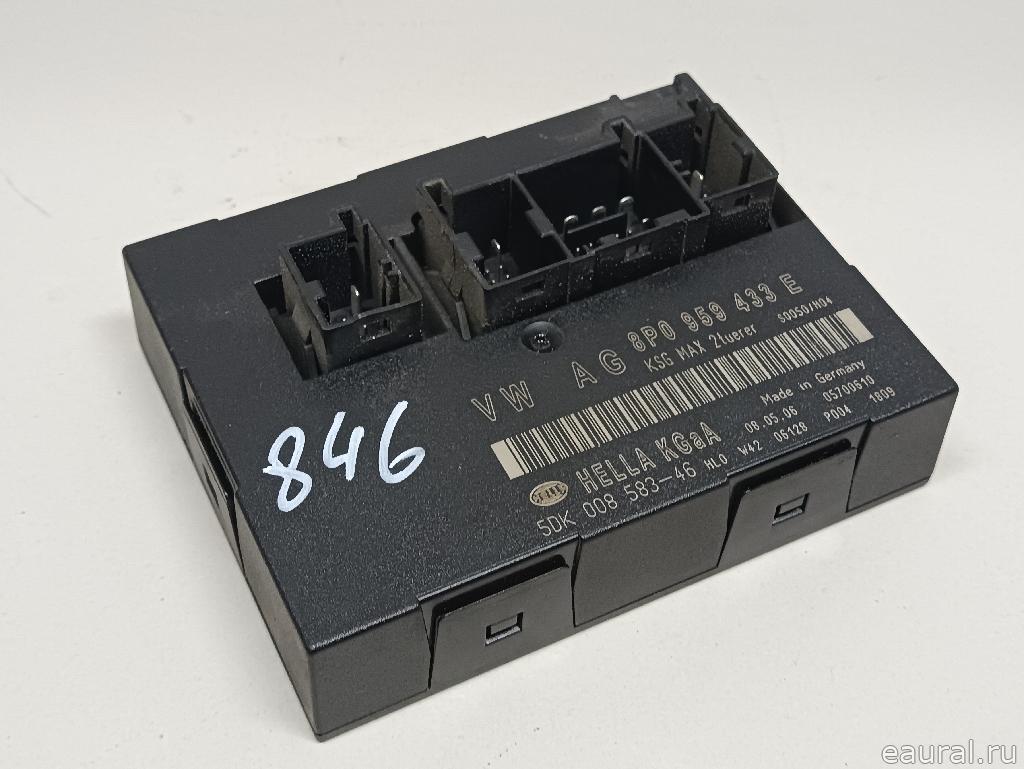 VW AG 8P0 959 433 E
KSG MAX 2tuerer S0050/H04
Made in Germany
08.05.06 05700510
HELLA KGaA HL0 W42 06128 P004 1809
5DK 008 583-46
846
eaural.ru